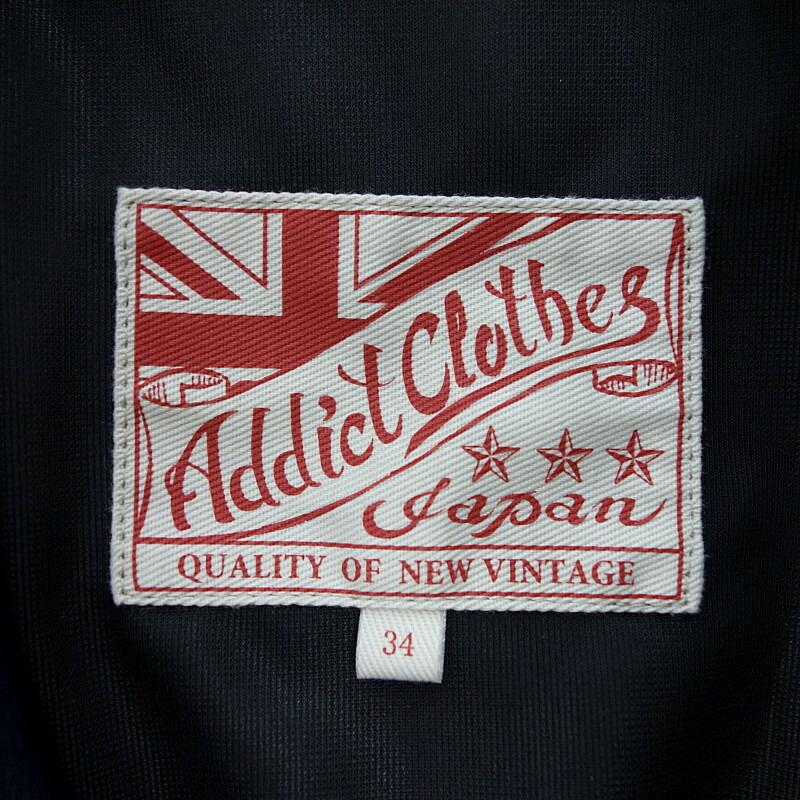 Addict Clothes
Japan
QUALITY OF NEW VINTAGE
34